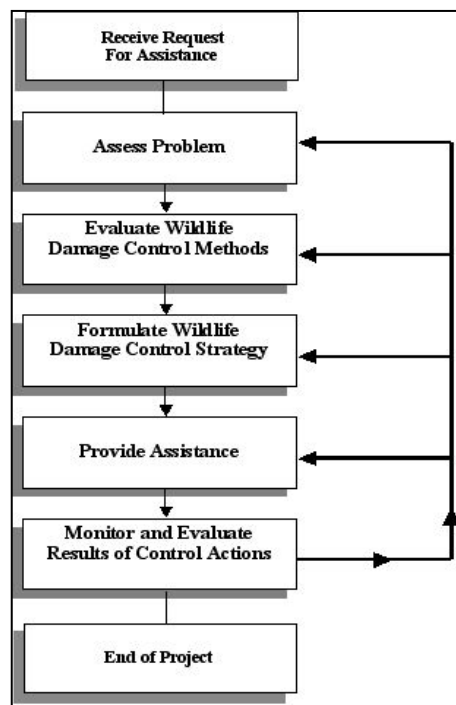 Receive Request
For Assistance
Assess Problem
Evaluate Wildlife
Damage Control Methods
Formulate Wildlife
Damage Control Strategy
Provide Assistance
Monitor and Evaluate
Results of Control Actions
End of Project